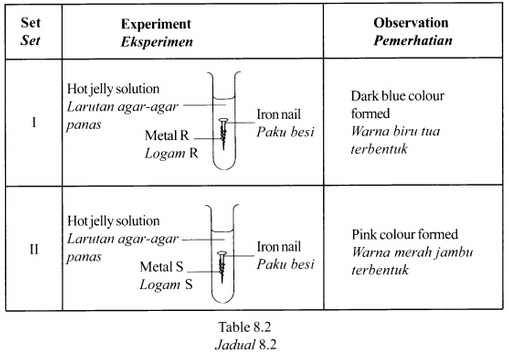 Set
Set
Experiment
Eksperimen
Observation
Pemerhatian
I
Hot jelly solution
Larutan agar-agar
panas
Metal R
Logam R
Iron nail
Paku besi
Dark blue colour
formed
Warna biru tua
terbentuk
II
Hot jelly solution
Larutan agar-agar
panas
Metal S
Logam S
Iron nail
Paku besi
Pink colour formed
Warna merah jambu
terbentuk
Table 8.2
Jadual 8.2